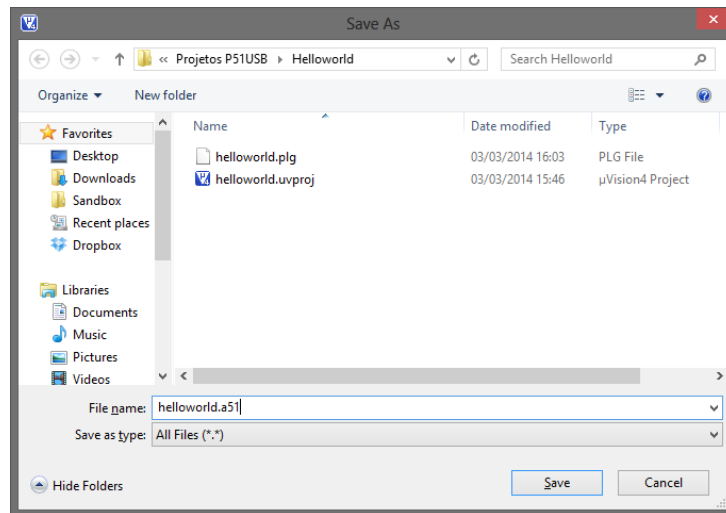 Save As
« Projetos P51USB Helloworld
Search Helloworld
Organize New folder
Name Date modified Type
Favorites
Desktop
Downloads
Sandbox
Recent places
Dropbox
Libraries
Documents
Music
Pictures
Videos
helloworld.plg 03/03/2014 16:03 PLG File
helloworld.uvproj 03/03/2014 15:46 µVision4 Project
File name: helloworld.a51
Save as type: All Files (*.*)
Hide Folders
Save Cancel